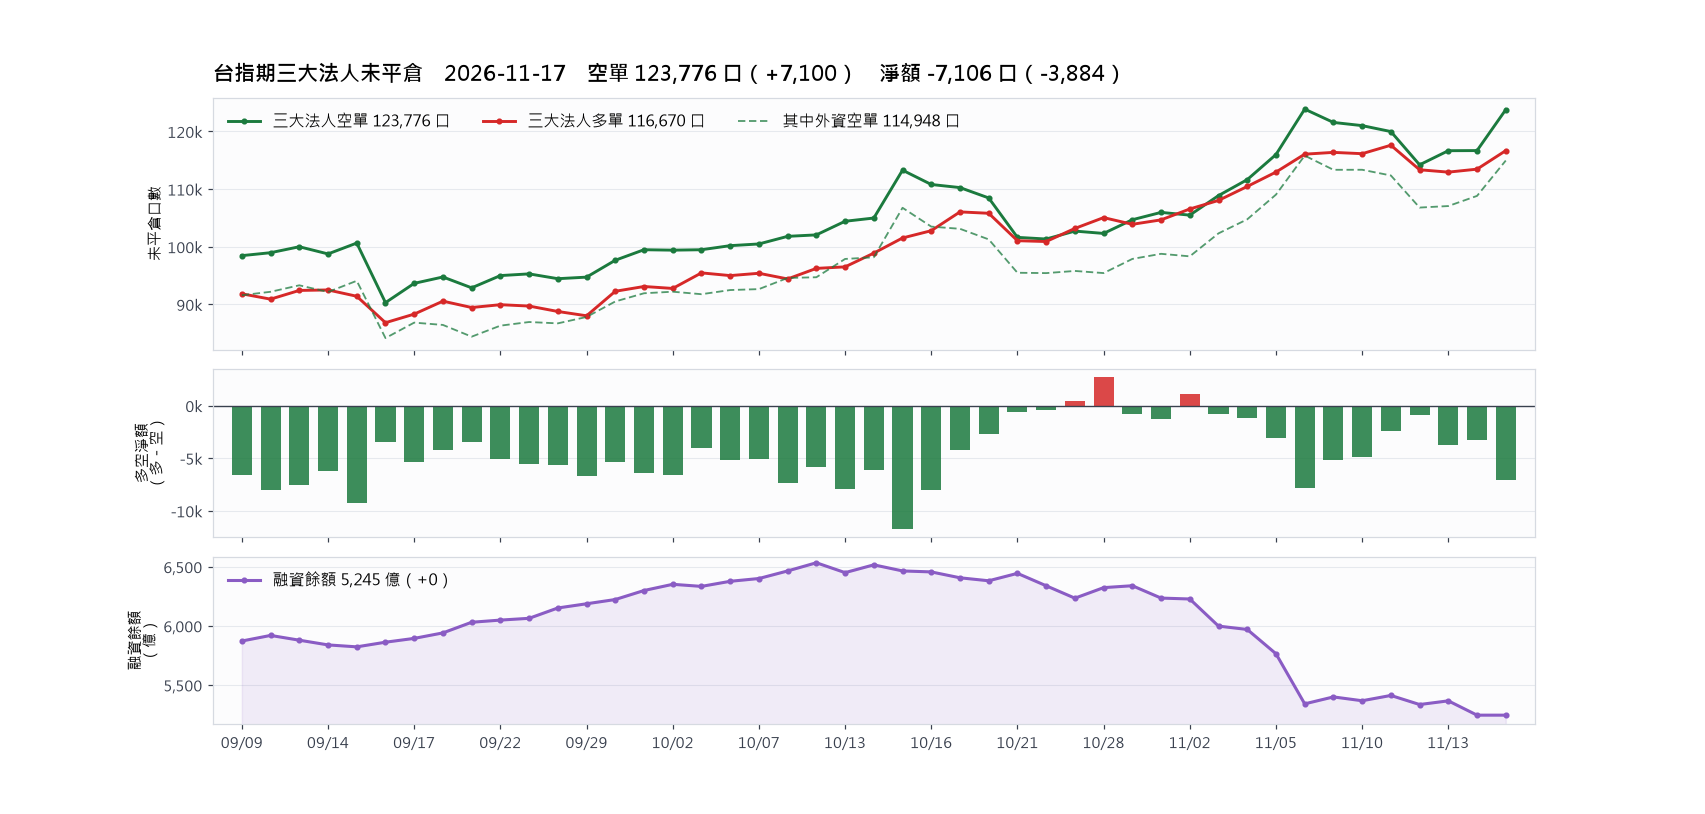 台指期三大法人未平倉　2026-11-17　空單 123,776 口（+7,100）　淨額 -7,106 口（-3,884）
三大法人空單 123,776 口
三大法人多單 116,670 口
其中外資空單 114,948 口
未平倉口數
120k
110k
100k
90k
多空淨額
（多 - 空）
0k
-5k
-10k
融資餘額 5,245 億（+0）
融資餘額
（億）
6,500
6,000
5,500
09/09 09/14 09/17 09/22 09/29 10/02 10/07 10/13 10/16 10/21 10/28 11/02 11/05 11/10 11/13